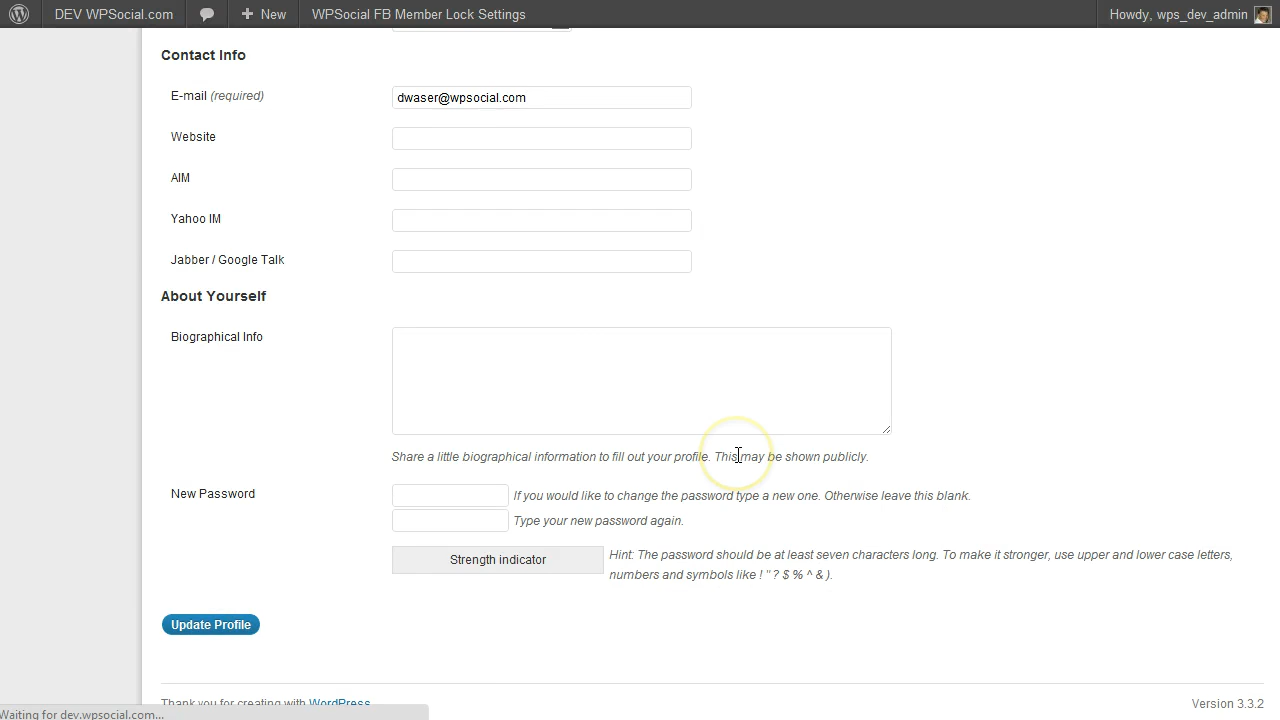 DEV WPSocial.com New WPSocial FB Member Lock Settings Howdy, wps_dev_admin
Contact Info
E-mail (required) dwaser@wpsocial.com
Website
AIM
Yahoo IM
Jabber / Google Talk
About Yourself
Biographical Info
Share a little biographical information to fill out your profile. This may be shown publicly.
New Password If you would like to change the password type a new one. Otherwise leave this blank.
Type your new password again.
Strength indicator Hint: The password should be at least seven characters long. To make it stronger, use upper and lower case letters,
numbers and symbols like ! " ? $ % ^ & ).
Update Profile
Thank you for creating with WordPress Version 3.3.2
Waiting for dev.wpsocial.com...